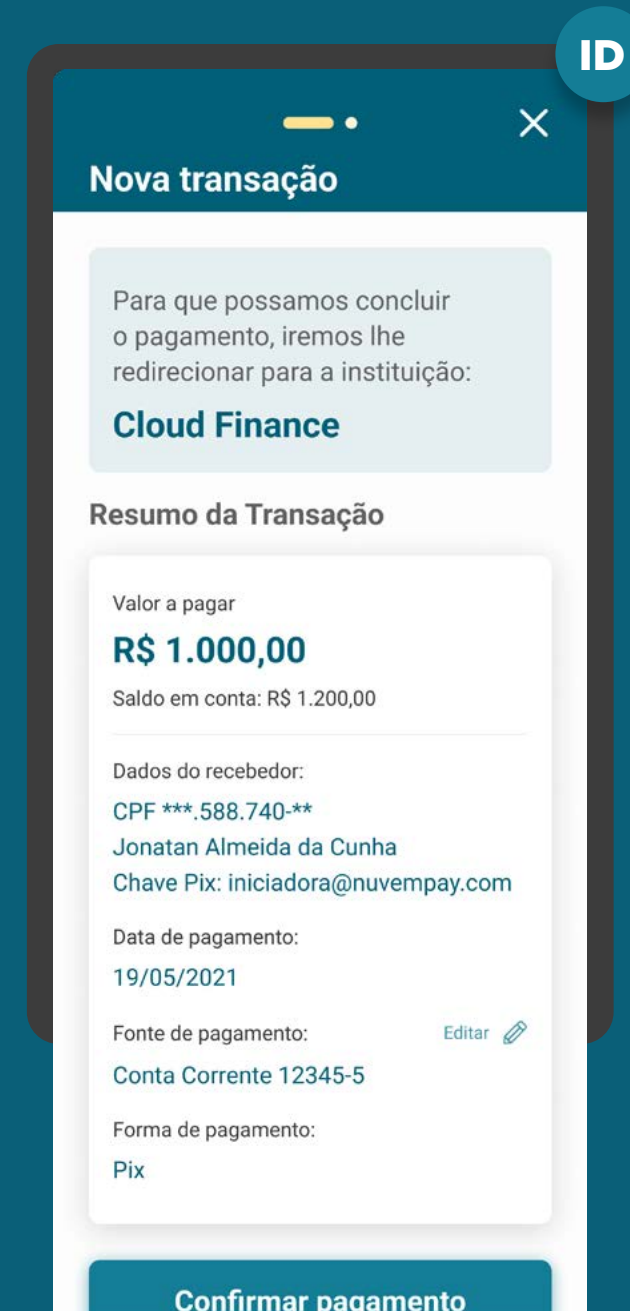 ID
Nova transação
Para que possamos concluir
o pagamento, iremos lhe
redirecionar para a instituição:
Cloud Finance
Resumo da Transação
Valor a pagar
R$ 1.000,00
Saldo em conta: R$ 1.200,00
Dados do recebedor:
CPF ***.588.740-**
Jonatan Almeida da Cunha
Chave Pix: iniciadora@nuvempay.com
Data de pagamento:
19/05/2021
Fonte de pagamento: Editar
Conta Corrente 12345-5
Forma de pagamento:
Pix
Confirmar pagamento